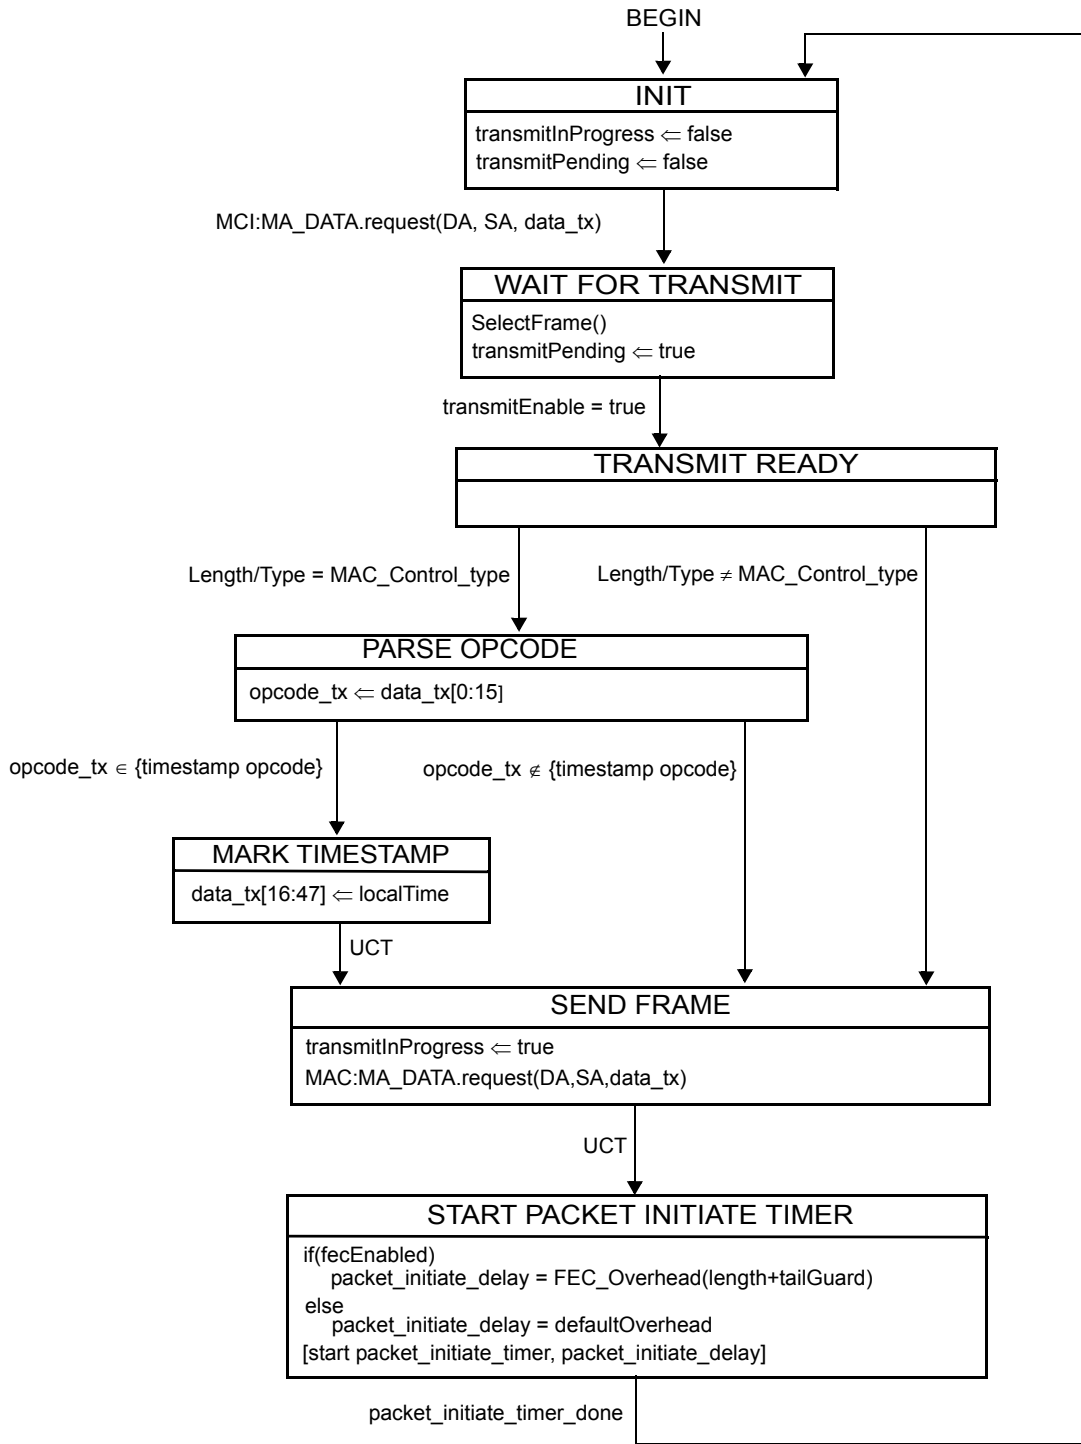 BEGIN
INIT
transmitInProgress ⇐ false
transmitPending ⇐ false
MCI:MA_DATA.request(DA, SA, data_tx)
WAIT FOR TRANSMIT
SelectFrame()
transmitPending ⇐ true
transmitEnable = true
TRANSMIT READY
Length/Type = MAC_Control_type
Length/Type ≠ MAC_Control_type
PARSE OPCODE
opcode_tx ⇐ data_tx[0:15]
opcode_tx ∈ {timestamp opcode}
opcode_tx ∉ {timestamp opcode}
MARK TIMESTAMP
data_tx[16:47] ⇐ localTime
UCT
SEND FRAME
transmitInProgress ⇐ true
MAC:MA_DATA.request(DA,SA,data_tx)
UCT
START PACKET INITIATE TIMER
if(fecEnabled)
packet_initiate_delay = FEC_Overhead(length+tailGuard)
else
packet_initiate_delay = defaultOverhead
[start packet_initiate_timer, packet_initiate_delay]
packet_initiate_timer_done